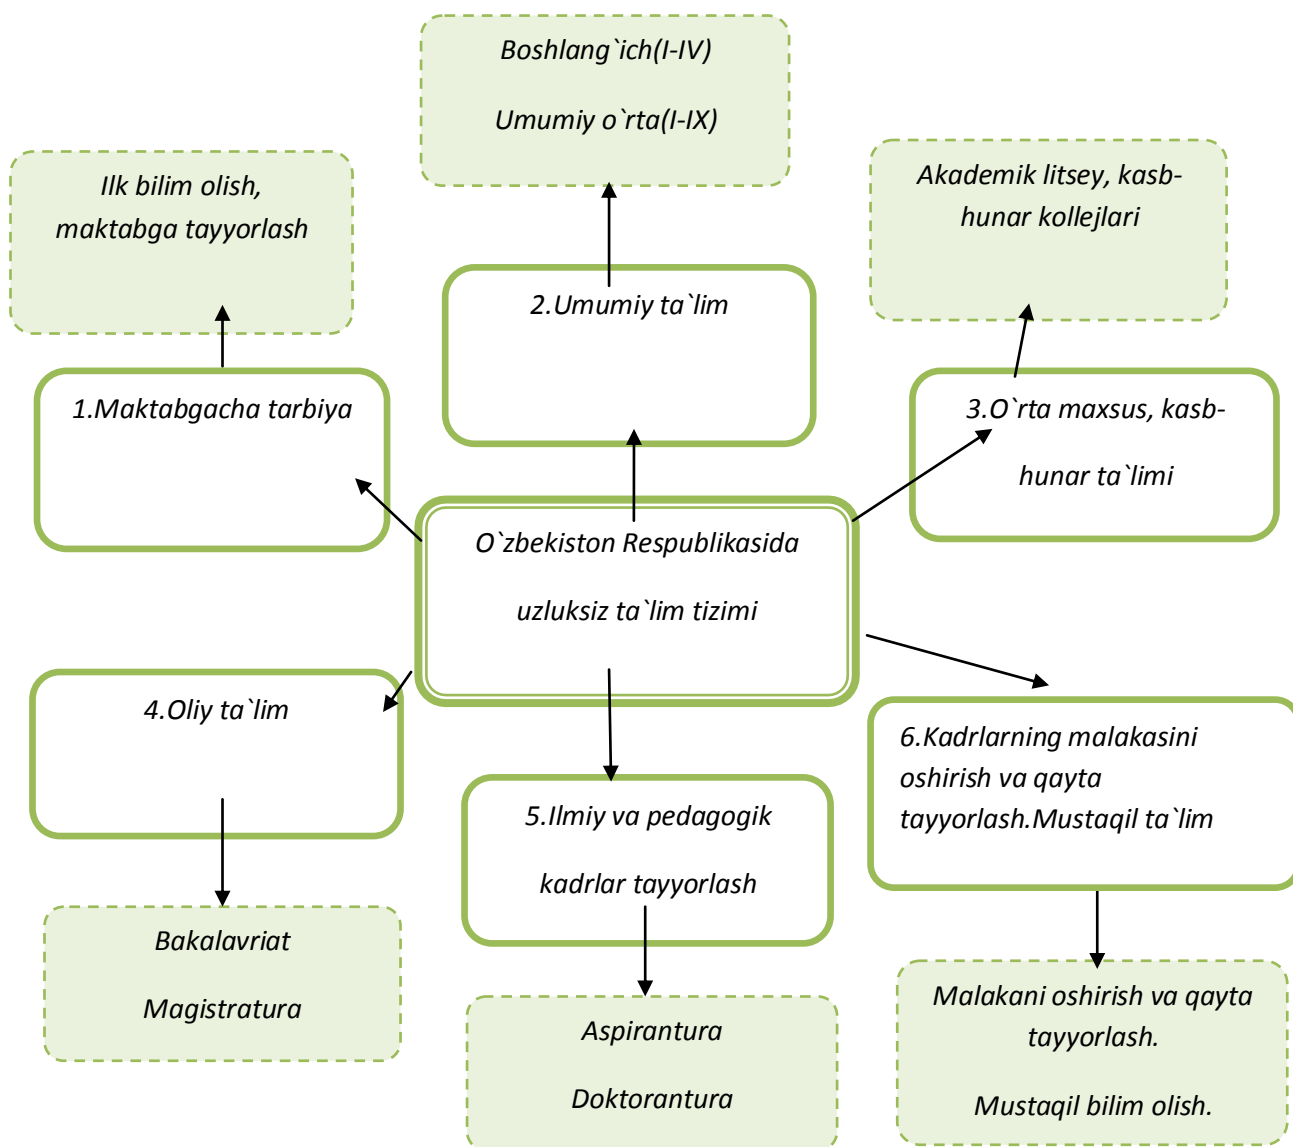 Boshlang`ich(I-IV)
Umumiy o`rta(I-IX)
Ilk bilim olish,
maktabga tayyorlash
Akademik litsey, kasb-
hunar kollejlari
2.Umumiy ta`lim
1.Maktabgacha tarbiya
3.O`rta maxsus, kasb-
hunar ta`limi
O`zbekiston Respublikasida
uzluksiz ta`lim tizimi
4.Oliy ta`lim
6.Kadrlarning malakasini
oshirish va qayta
tayyorlash.Mustaqil ta`lim
5.Ilmiy va pedagogik
kadrlar tayyorlash
Bakalavriat
Magistratura
Aspirantura
Doktorantura
Malakani oshirish va qayta
tayyorlash.
Mustaqil bilim olish.